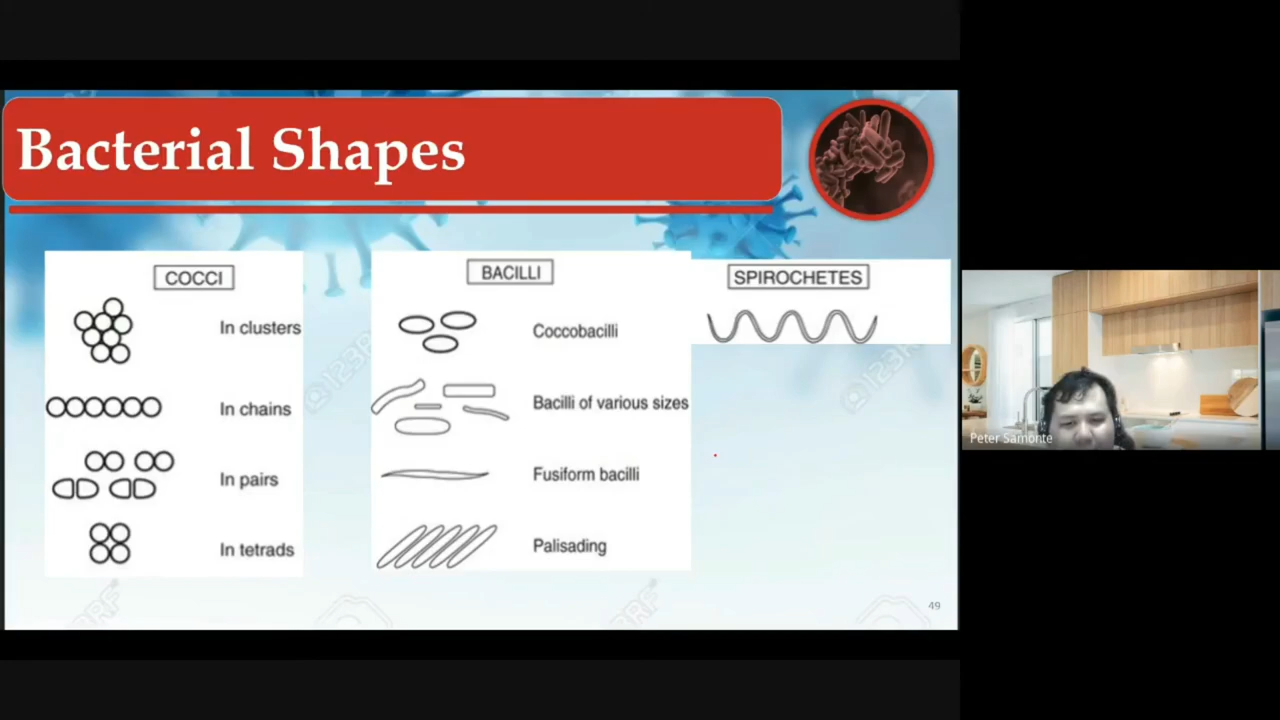 Bacterial Shapes
COCCI
In clusters
In chains
In pairs
In tetrads
BACILLI
Coccobacilli
Bacilli of various sizes
Fusiform bacilli
Palisading
SPIROCHETES
49
Peter Samonte